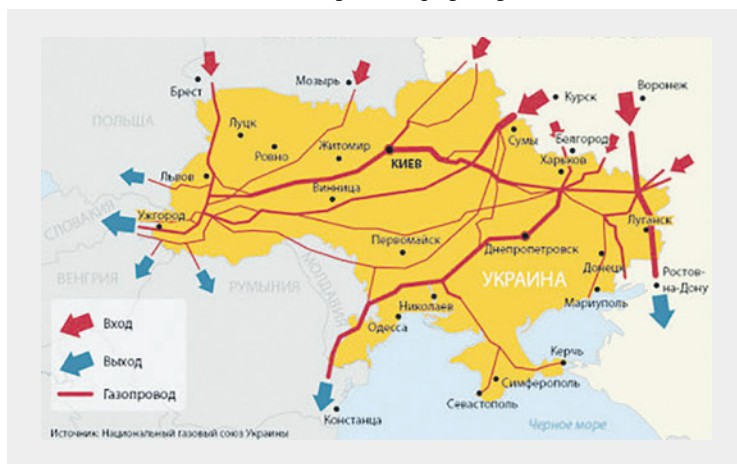 Брест
Мозырь
Курск
Воронеж
ПОЛЬША
Луцк
Ровно
Житомир
КИЕВ
Сумы
Белгород
Харьков
Львов
Винница
СЛОВАКИЯ
Ужгород
Луганск
Первомайск
Днепропетровск
ВЕНГРИЯ
РУМЫНИЯ
МОЛДАВИЯ
УКРАИНА
Донецк
Ростов-
на-Дону
Мариуполь
Николаев
Одесса
Вход
Выход
Газопровод
Керчь
Симферополь
Севастополь
Констанца
Черное море
Источник: Национальный газовый союз Украины